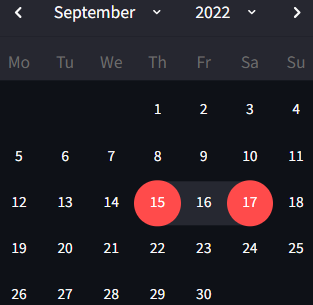 September 2022
Mo Tu We Th Fr Sa Su
1 2 3 4
5 6 7 8 9 10 11
12 13 14 15 16 17 18
19 20 21 22 23 24 25
26 27 28 29 30